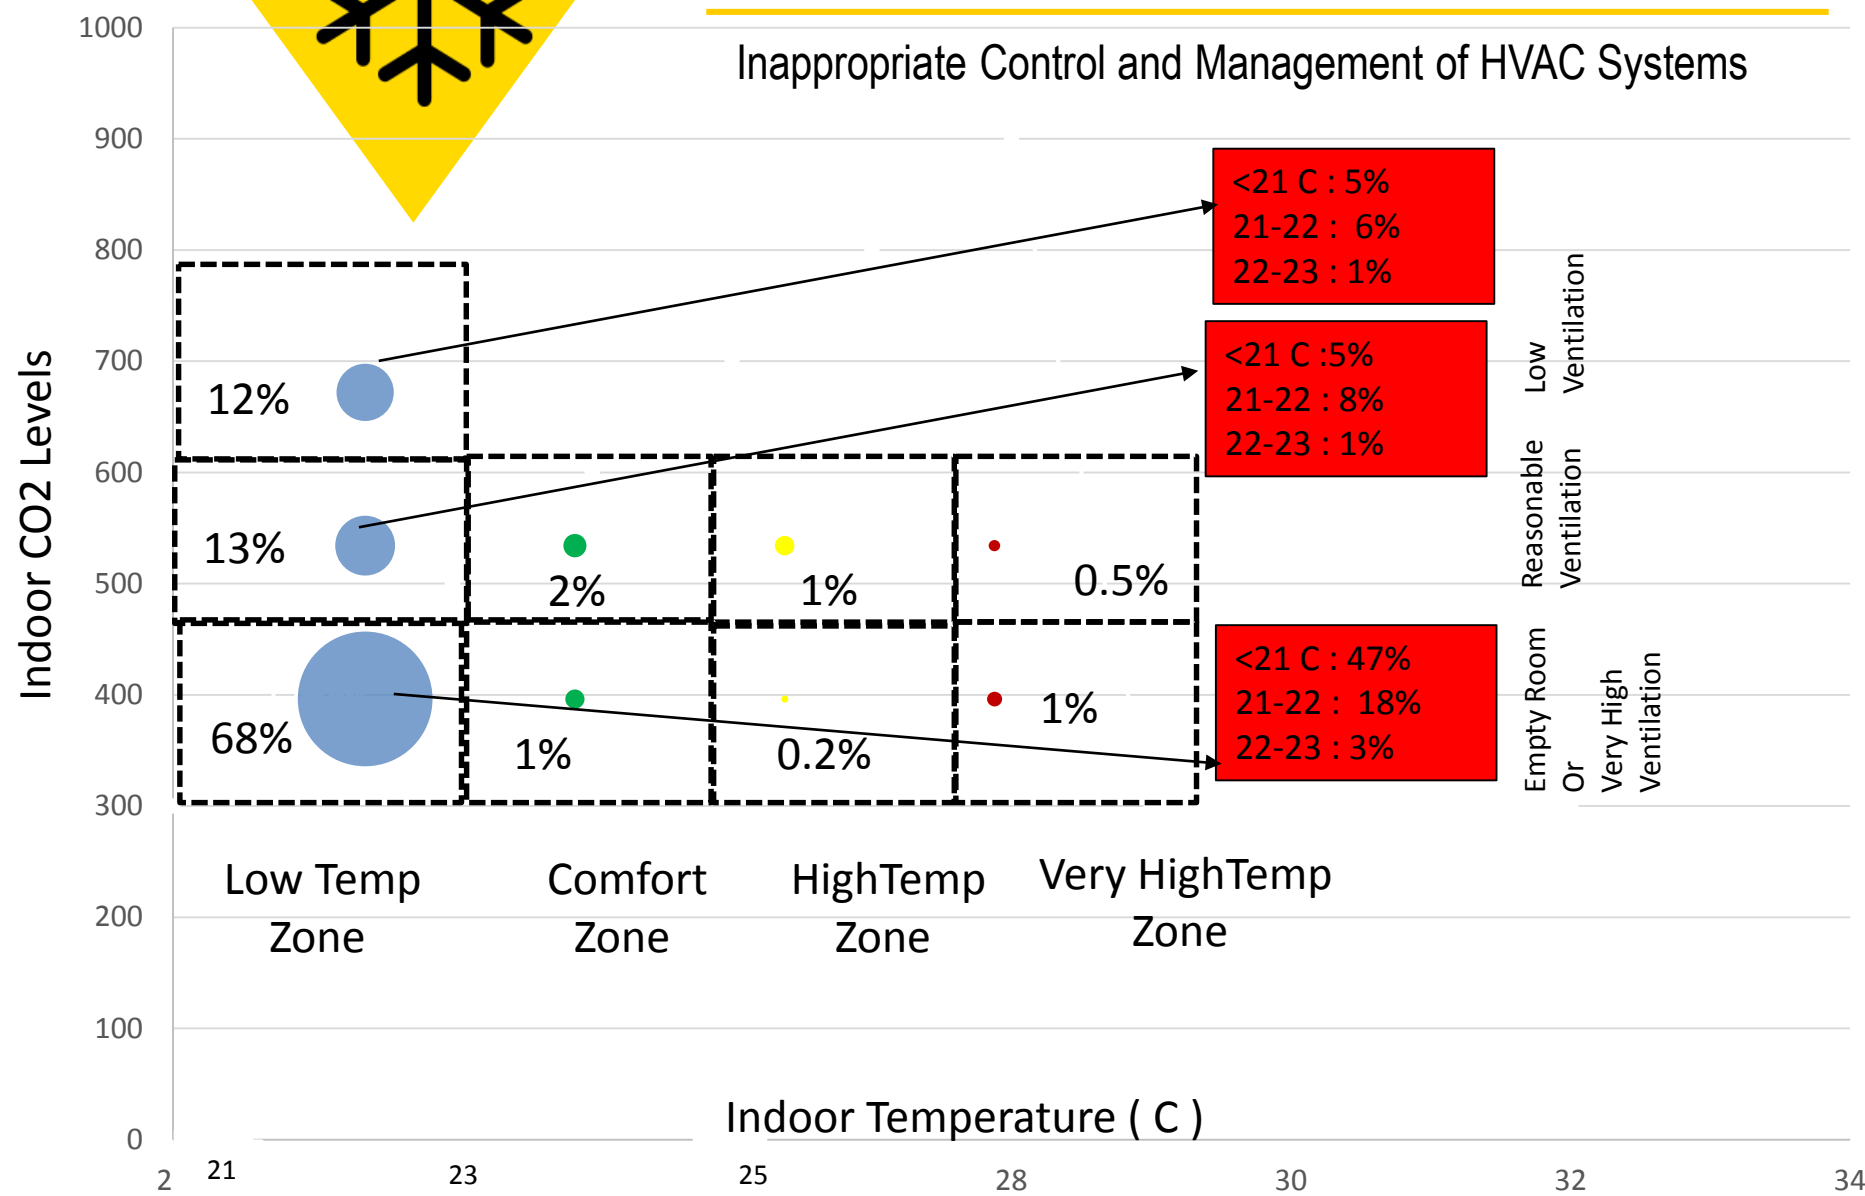 Inappropriate Control and Management of HVAC Systems
1000
900
800
700
600
500
400
300
200
100
0
Indoor CO2 Levels
12%
13%
2%
1%
0.5%
68%
1%
0.2%
1%
<21 C : 5%
21-22 : 6%
22-23 : 1%
<21 C :5%
21-22 : 8%
22-23 : 1%
<21 C : 47%
21-22 : 18%
22-23 : 3%
Low
Ventilation
Reasonable
Ventilation
Empty Room
Or
Very High
Ventilation
Low Temp
Zone
Comfort
Zone
HighTemp
Zone
Very HighTemp
Zone
Indoor Temperature ( C )
2 21 23 25 28 30 32 34